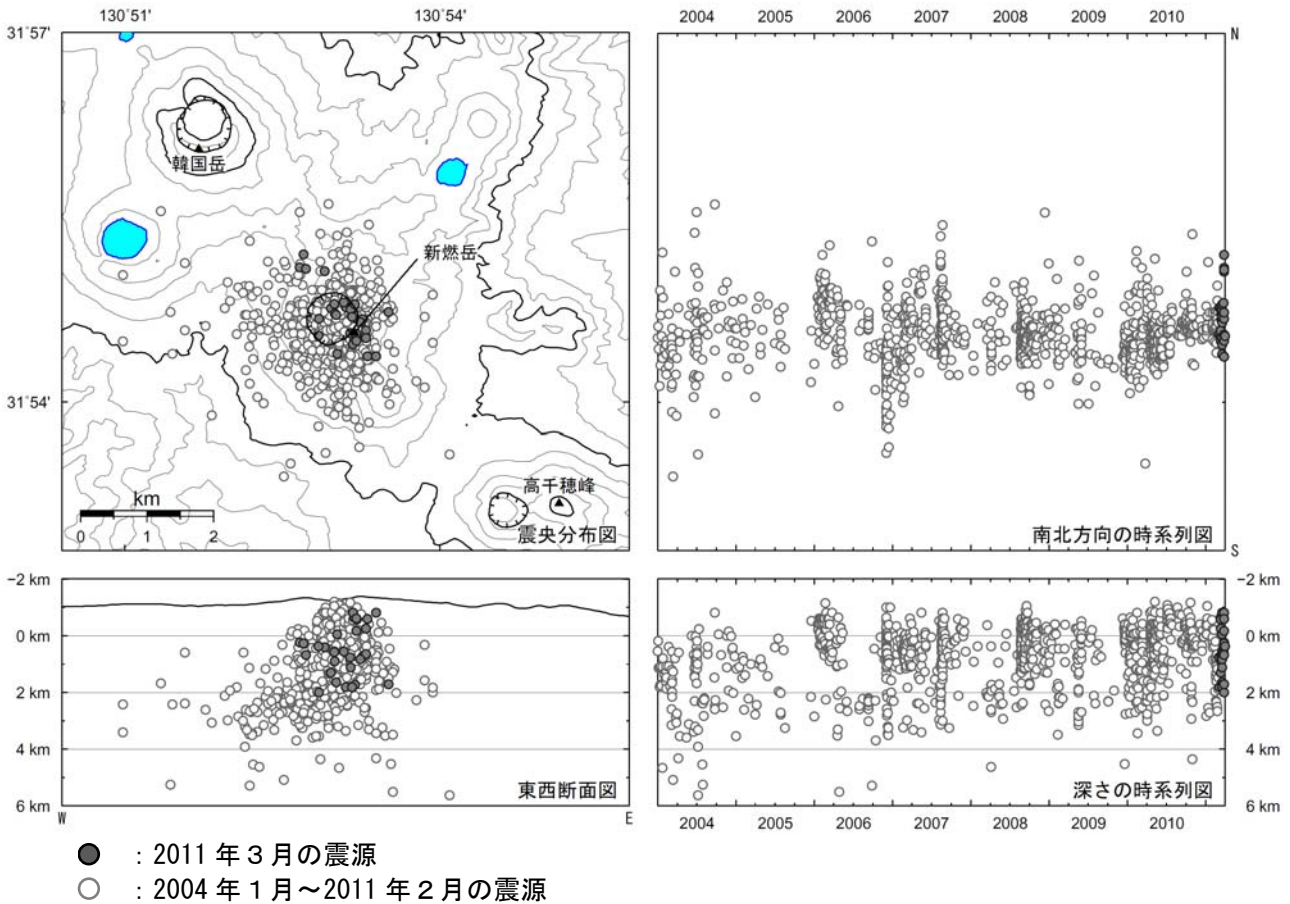 130°51′ 130°54′
2004 2005 2006 2007 2008 2009 2010
31°57′
N
韓国岳
新燃岳
31°54′
高千穂峰
km
0 1 2
震央分布図
南北方向の時系列図
S
−2 km
0 km
2 km
4 km
6 km
東西断面図
W E
−2 km
0 km
2 km
4 km
6 km
深さの時系列図
2004 2005 2006 2007 2008 2009 2010
：2011 年３月の震源
：2004 年１月～2011 年２月の震源